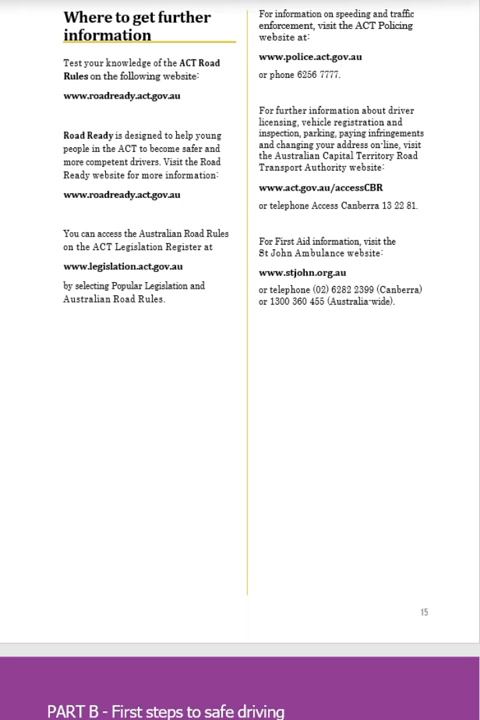 Where to get further
information
Test your knowledge of the ACT Road
Rules on the following website:
www.roadready.act.gov.au
Road Ready is designed to help young
people in the ACT to become safer and
more competent drivers. Visit the Road
Ready website for more information:
www.roadready.act.gov.au
You can access the Australian Road Rules
on the ACT Legislation Register at
www.legislation.act.gov.au
by selecting Popular Legislation and
Australian Road Rules.
For information on speeding and traffic
enforcement, visit the ACT Policing
website at:
www.police.act.gov.au
or phone 6256 7777.
For further information about driver
licensing, vehicle registration and
inspection, parking, paying infringements
and changing your address on-line, visit
the Australian Capital Territory Road
Transport Authority website:
www.act.gov.au/accessCBR
or telephone Access Canberra 13 22 81.
For First Aid information, visit the
St John Ambulance website:
www.stjohn.org.au
or telephone (02) 6282 2399 (Canberra)
or 1300 360 455 (Australia-wide).
15
PART B - First steps to safe driving